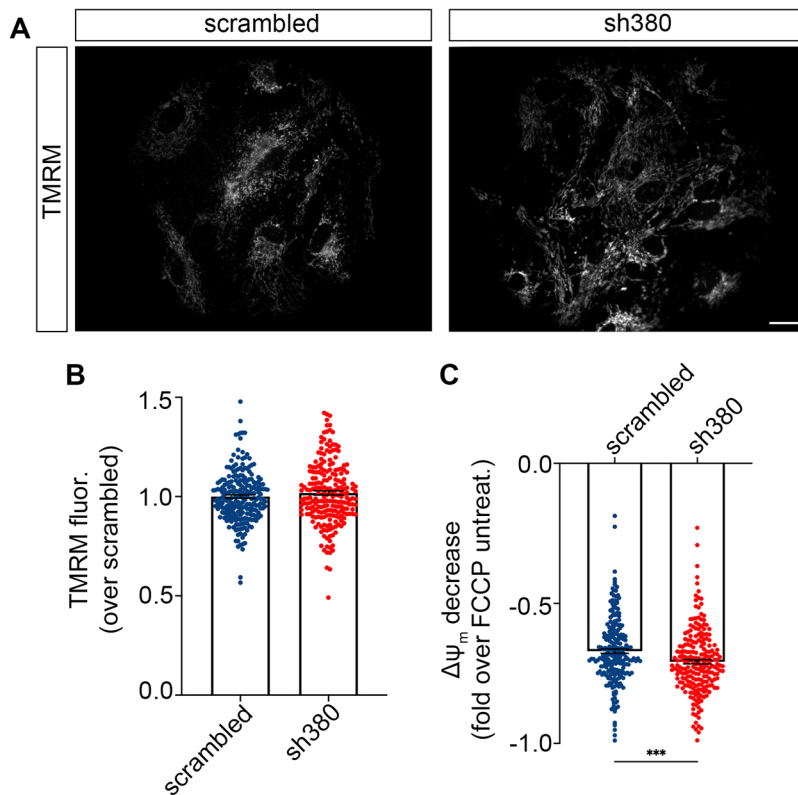 A
scrambled
sh380
TMRM
B
TMRM fluor.
(over scrambled)
1.5
1.0
0.5
0.0
scrambled
sh380
C
scrambled
sh380
Δψm decrease
(fold over FCCP untreat.)
0.0
-0.5
-1.0
***